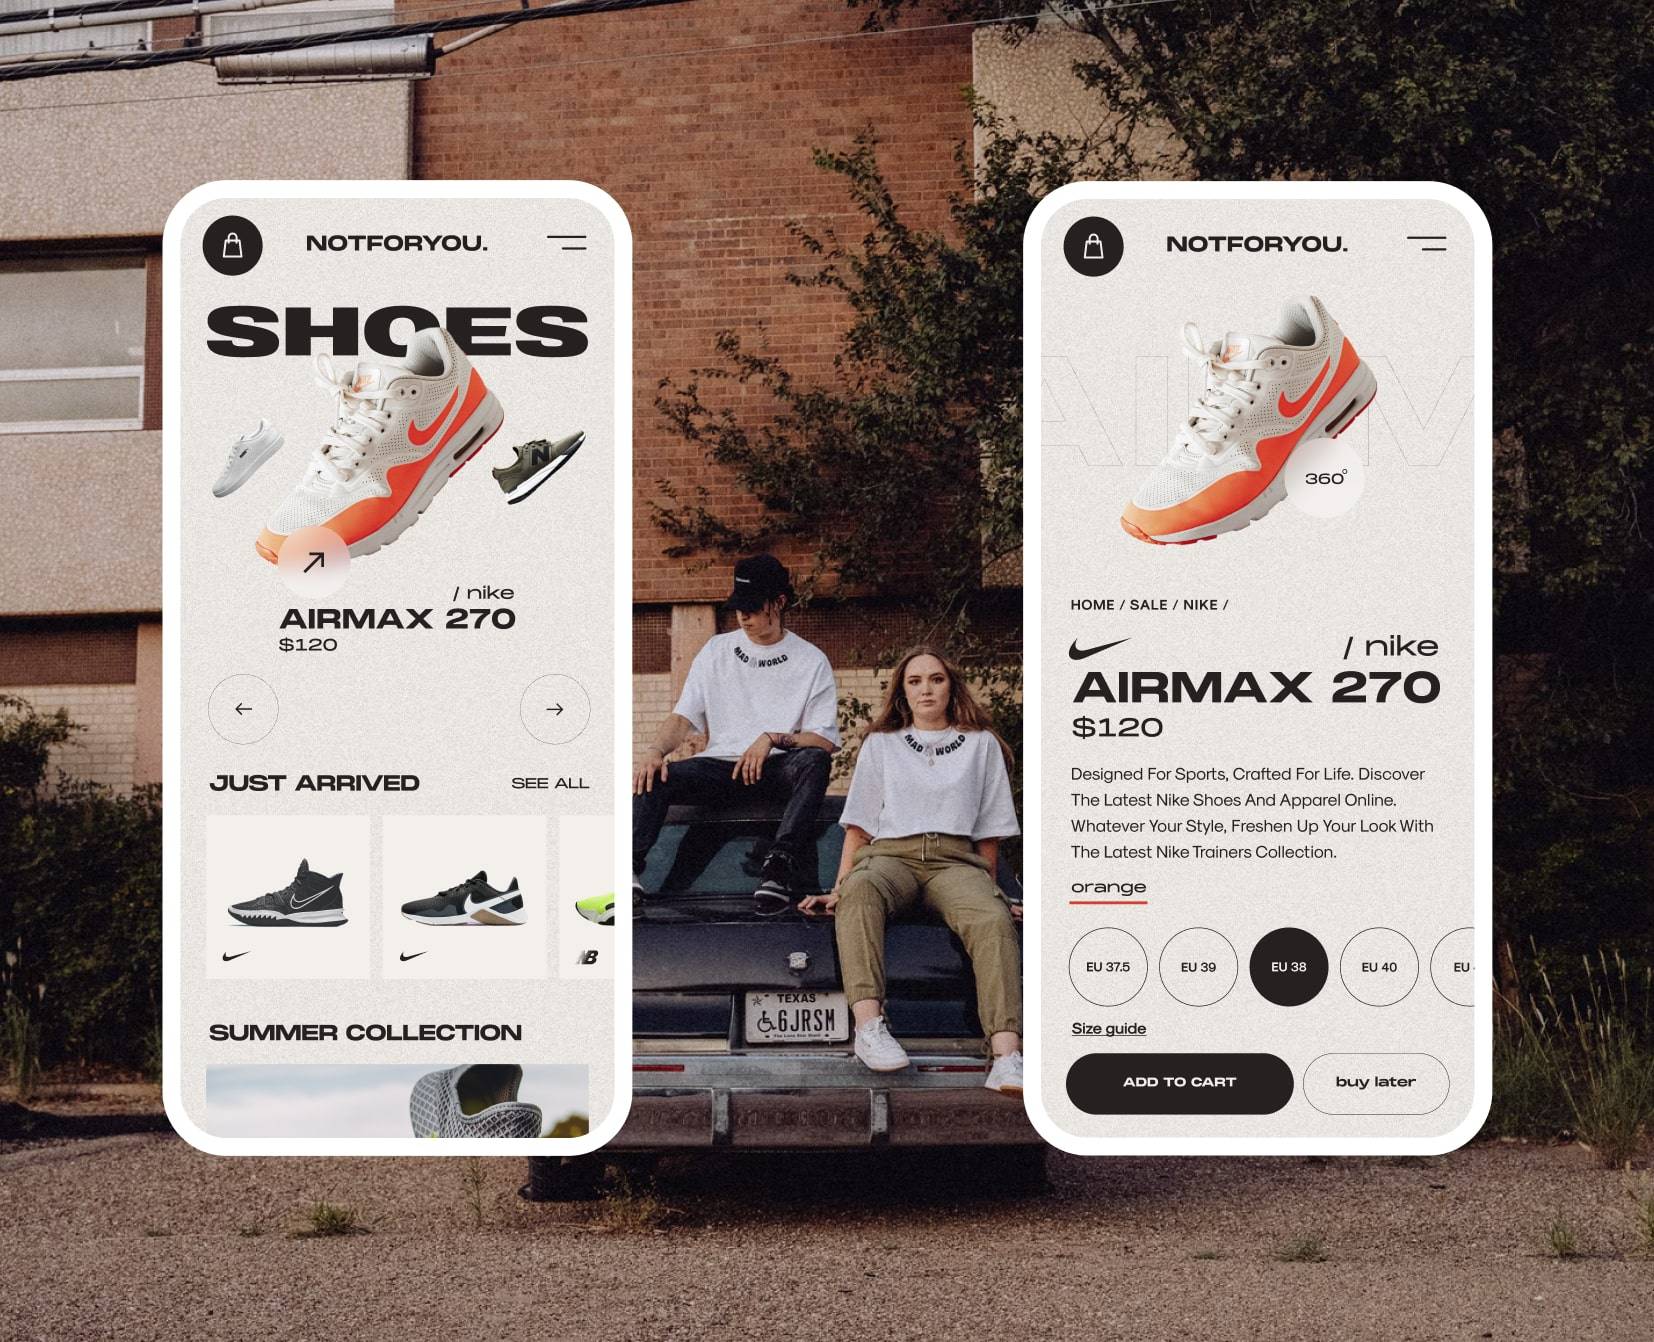 NOTFORYOU.
SHOES
N
/ nike
AIRMAX 270
$120
JUST ARRIVED
SEE ALL
NB
SUMMER COLLECTION
MAD WORLD
MAD WORLD
TEXAS
6JRSM
NOTFORYOU.
AIRM
360°
HOME / SALE / NIKE /
/ nike
AIRMAX 270
$120
Designed For Sports, Crafted For Life. Discover
The Latest Nike Shoes And Apparel Online.
Whatever Your Style, Freshen Up Your Look With
The Latest Nike Trainers Collection.
orange
EU 37.5
EU 39
EU 38
EU 40
EU
Size guide
ADD TO CART
buy later